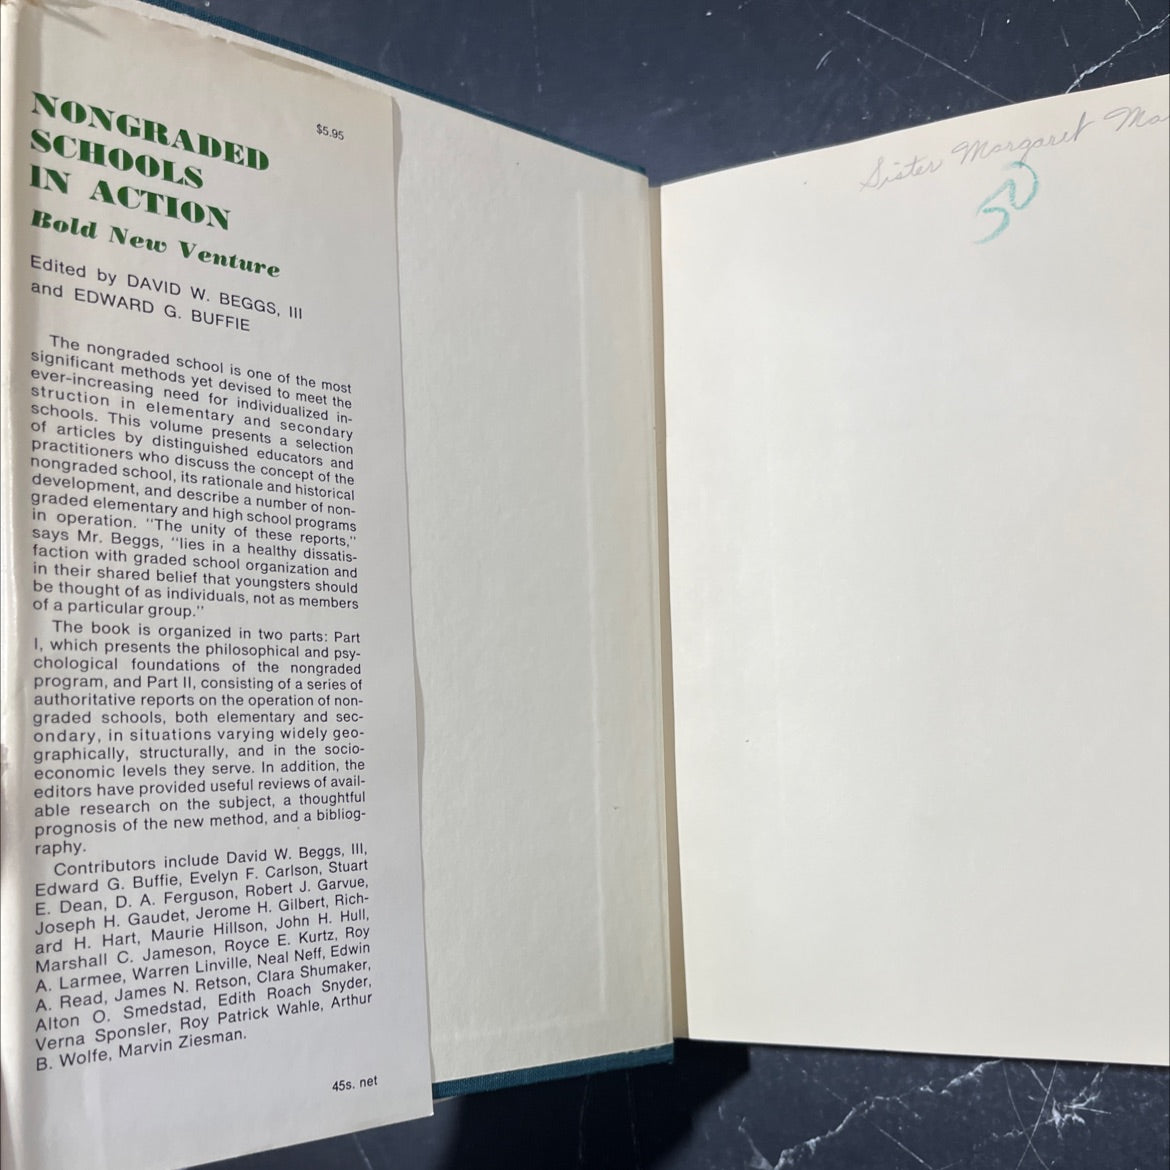 NONGRADED
SCHOOLS
IN ACTION
$5.95
Bold New Venture
Edited by DAVID W. BEGGS, III
and EDWARD G. BUFFIE
The nongraded school is one of the most
significant methods yet devised to meet the
ever-increasing need for individualized in-
struction in elementary and secondary
schools. This volume presents a selection
of articles by distinguished educators and
practitioners who discuss the concept of the
nongraded school, its rationale and historical
development, and describe a number of non-
graded elementary and high school programs
in operation. "The unity of these reports,"
says Mr. Beggs, "lies in a healthy dissatis-
faction with graded school organization and
in their shared belief that youngsters should
be thought of as individuals, not as members
of a particular group."
The book is organized in two parts: Part
I, which presents the philosophical and psy-
chological foundations of the nongraded
program, and Part II, consisting of a series of
authoritative reports on the operation of non-
graded schools, both elementary and sec-
ondary, in situations varying widely geo-
graphically, structurally, and in the socio-
economic levels they serve. In addition, the
editors have provided useful reviews of avail-
able research on the subject, a thoughtful
prognosis of the new method, and a bibliog-
raphy.
Contributors include David W. Beggs, III,
Edward G. Buffie, Evelyn F. Carlson, Stuart
E. Dean, D. A. Ferguson, Robert J. Garvue,
Joseph H. Gaudet, Jerome H. Gilbert, Rich-
ard H. Hart, Maurie Hillson, John H. Hull,
Marshall C. Jameson, Royce E. Kurtz, Roy
A. Larmee, Warren Linville, Neal Neff, Edwin
A. Read, James N. Retson, Clara Shumaker,
Alton O. Smedstad, Edith Roach Snyder,
Verna Sponsler, Roy Patrick Wahle, Arthur
B. Wolfe, Marvin Ziesman.
45s. net
Sister Margaret Ma
50